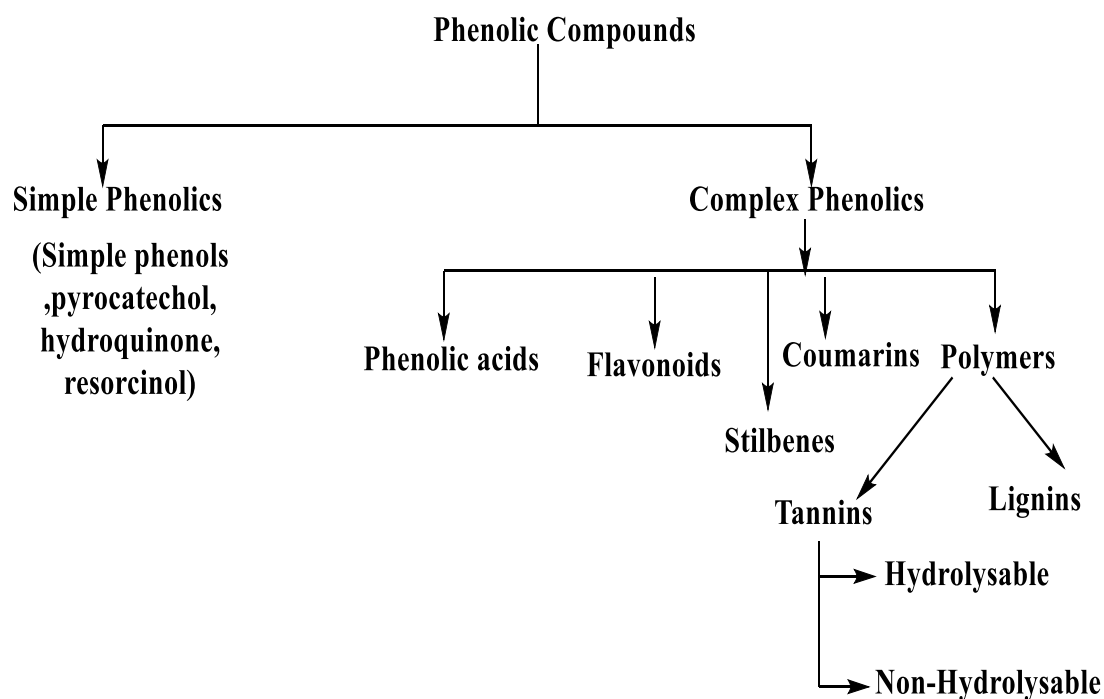 Phenolic Compounds
Simple Phenolics
(Simple phenols
,pyrocatechol,
hydroquinone,
resorcinol)
Complex Phenolics
Phenolic acids
Flavonoids
Stilbenes
Coumarins
Polymers
Tannins
Lignins
Hydrolysable
Non-Hydrolysable